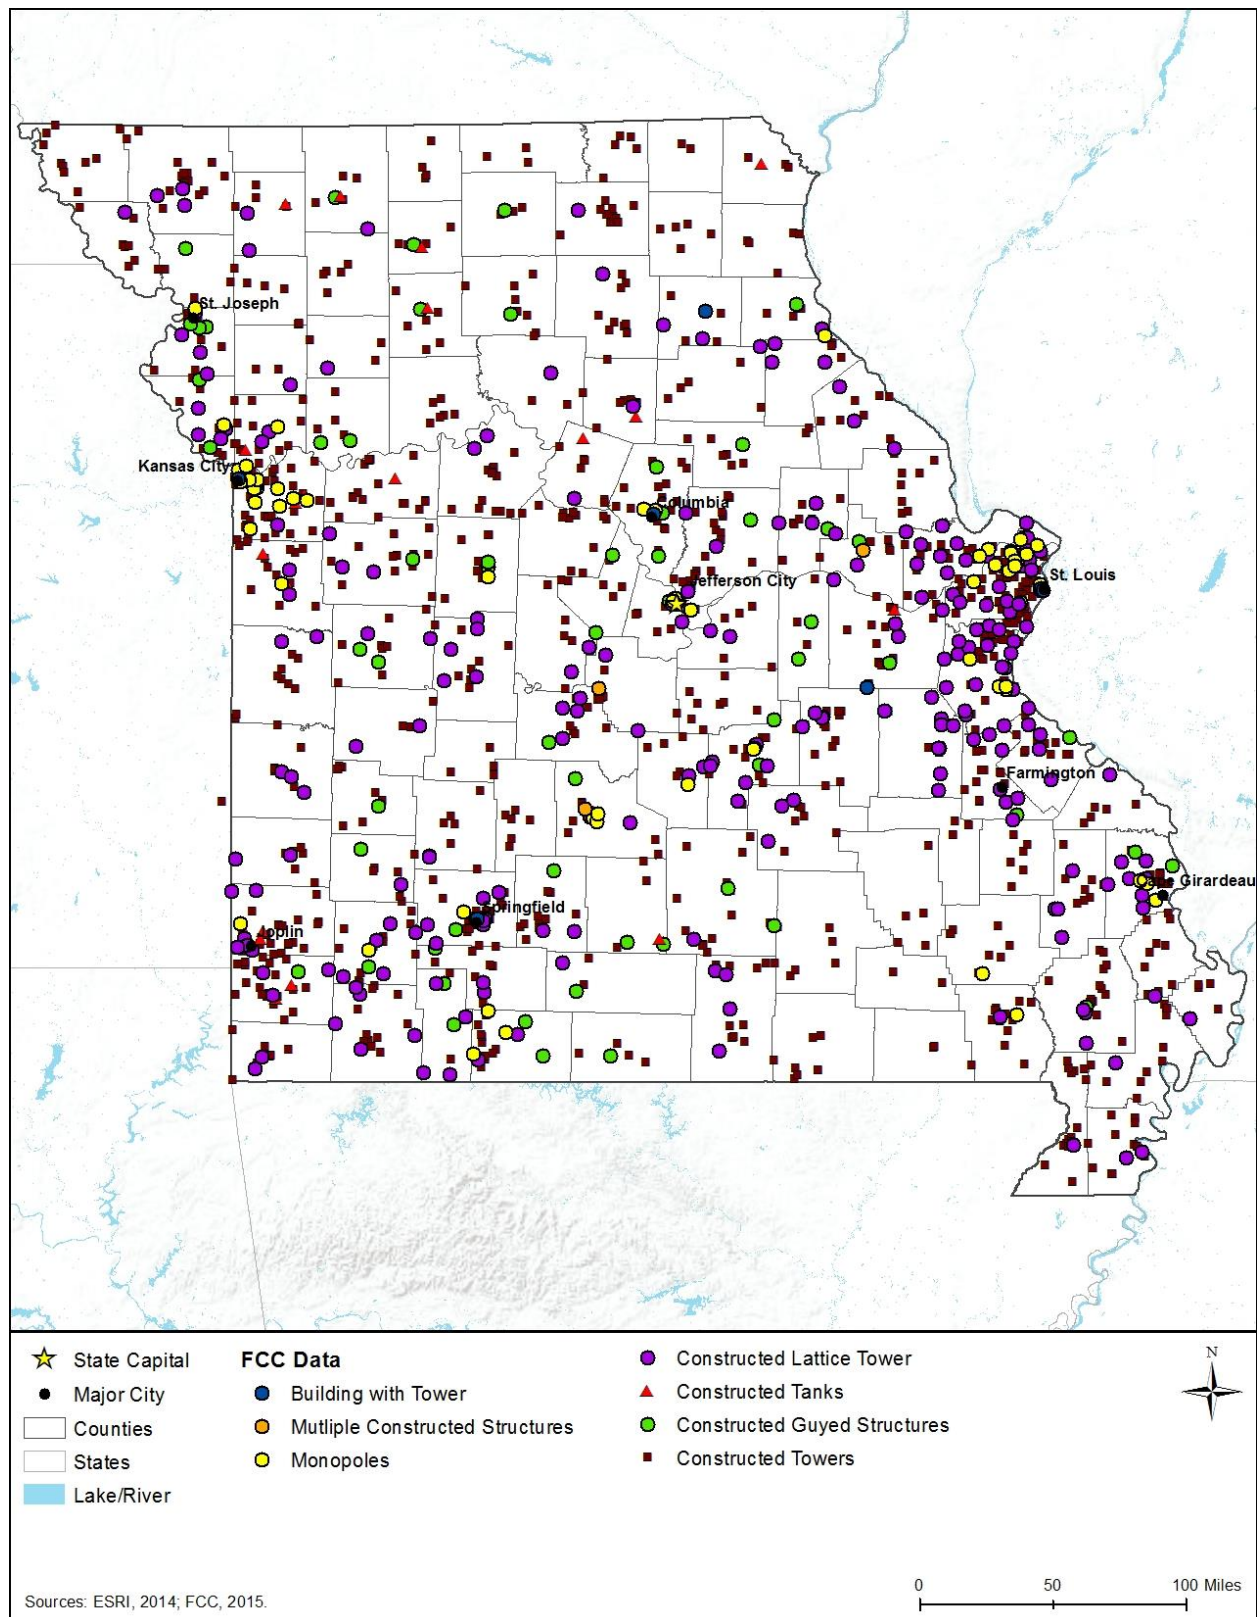 St. Joseph
Kansas City
Columbia
Jefferson City
St. Louis
Farmington
Cape Girardeau
Springfield
Joplin
State Capital
Major City
Counties
States
Lake/River
FCC Data
Building with Tower
Mutliple Constructed Structures
Monopoles
Constructed Lattice Tower
Constructed Tanks
Constructed Guyed Structures
Constructed Towers
N
0 50 100 Miles
Sources: ESRI, 2014; FCC, 2015.